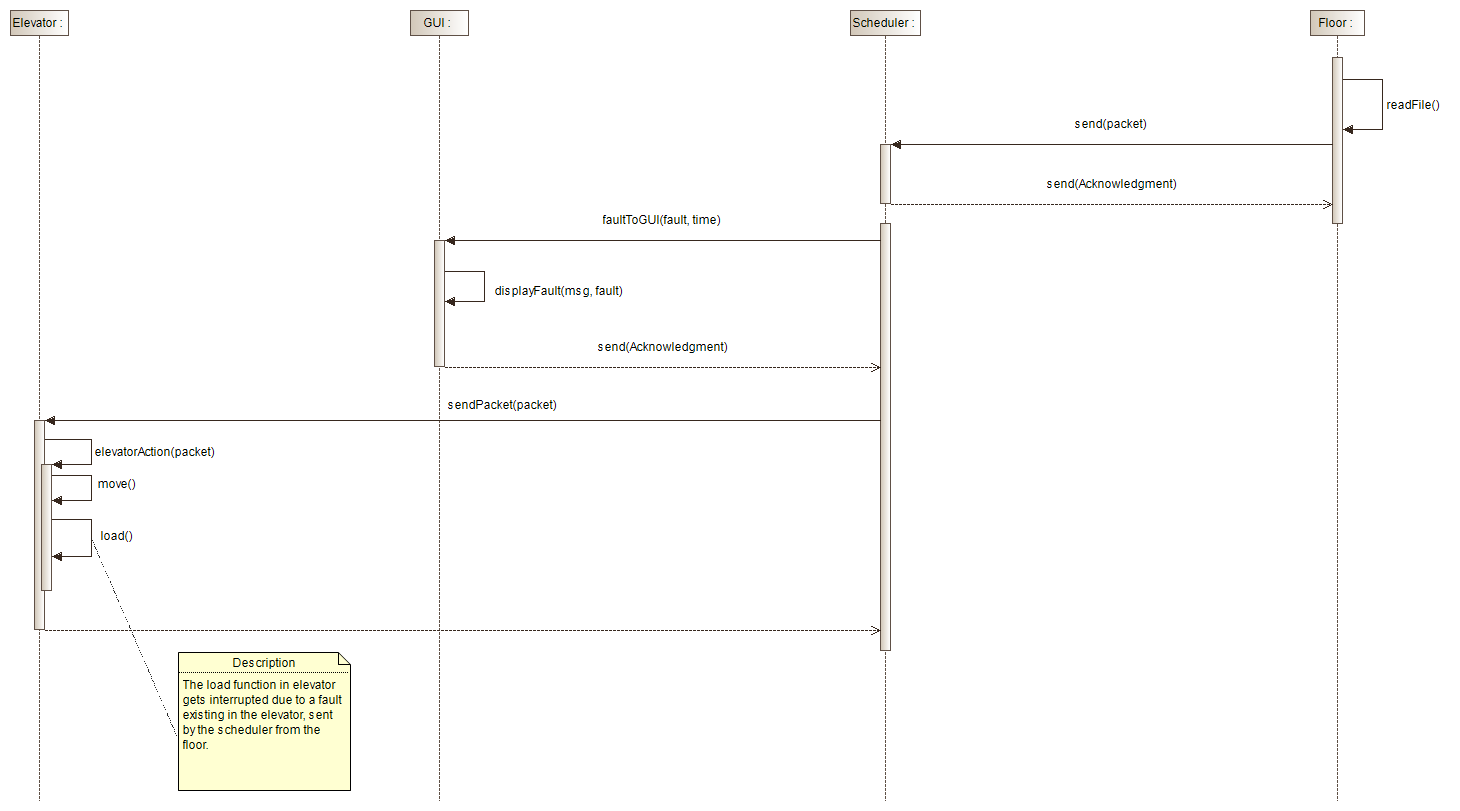 Elevator :
GUI :
Scheduler :
Floor :
readFile()
send(packet)
send(Acknowledgment)
faultToGUI(fault, time)
displayFault(msg, fault)
send(Acknowledgment)
sendPacket(packet)
elevatorAction(packet)
move()
load()
Description
The load function in elevator
gets interrupted due to a fault
existing in the elevator, sent
by the scheduler from the
floor.